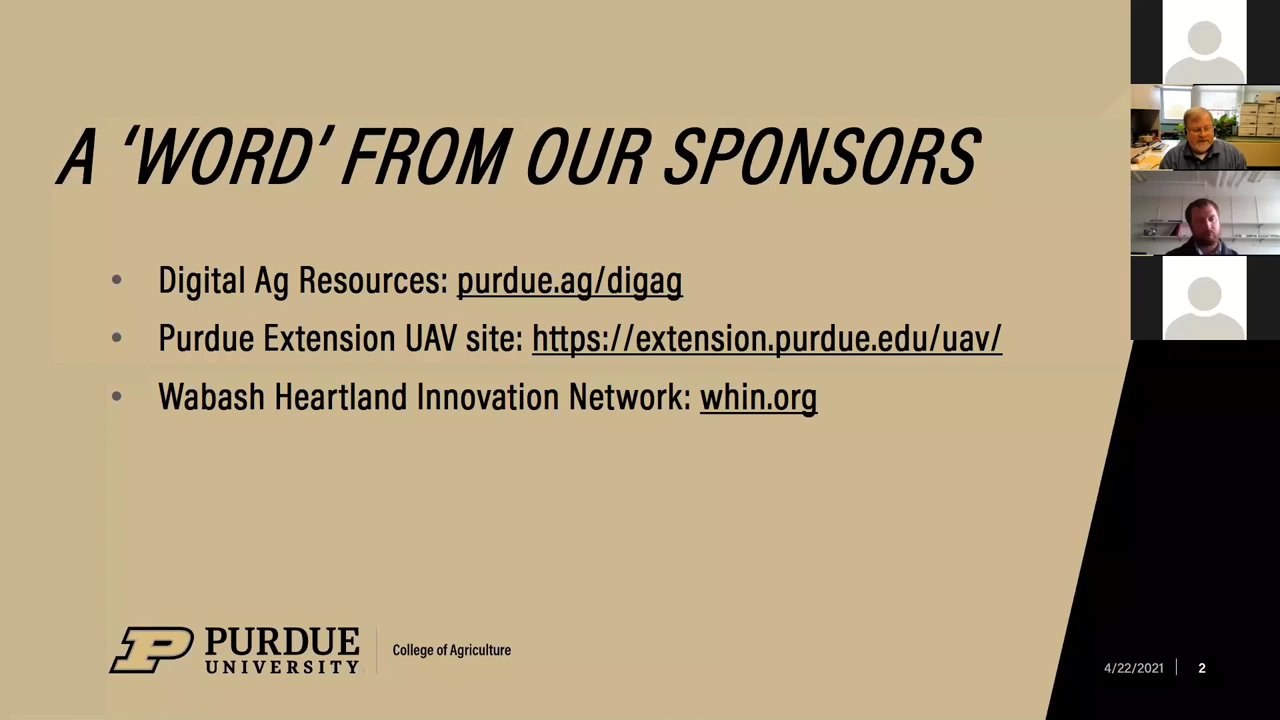 A ‘WORD’ FROM OUR SPONSORS
• Digital Ag Resources: purdue.ag/digag
• Purdue Extension UAV site: https://extension.purdue.edu/uav/
• Wabash Heartland Innovation Network: whin.org
P PURDUE UNIVERSITY
College of Agriculture
4/22/2021 | 2